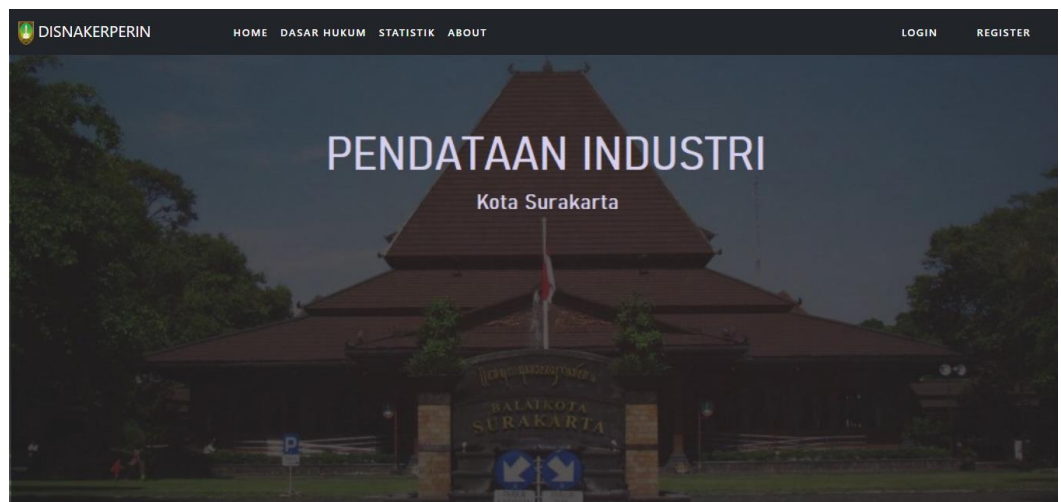 DISNAKERPERIN
HOME DASAR HUKUM STATISTIK ABOUT
LOGIN REGISTER
PENDATAAN INDUSTRI
Kota Surakarta
BALAIKOTA
SURAKARTA
P